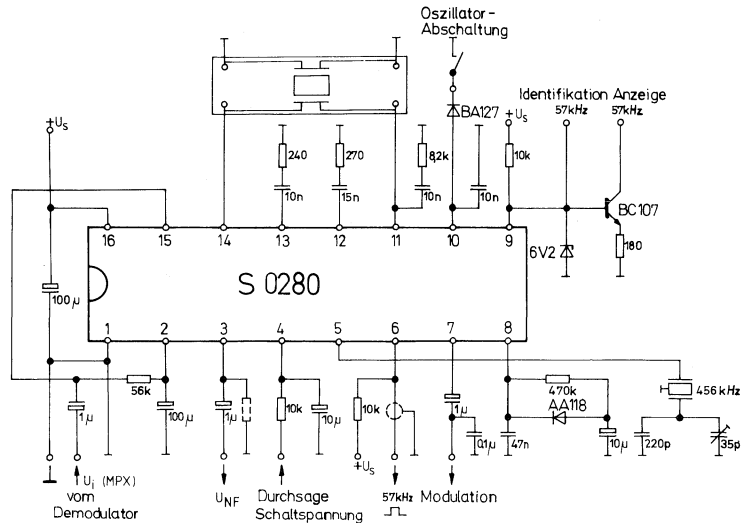 Oszillator-
Abschaltung
BA127
Identifikation Anzeige
+Us 57kHz 57kHz
+Us
240
10n
270
15n
8,2k
10n
10n
10k
BC107
180
6V2
16 15 14 13 12 11 10 9
S 0280
100µ
1 2 3 4 5 6 7 8
56k
1µ
100µ
1µ
10k
10µ
10k
+Us
1µ
0,1µ
470k
AA118
47n
10µ
456kHz
220p
35p
Ui (MPX)
vom
Demodulator
UNF
Durchsage
Schaltspannung
57kHz
Modulation